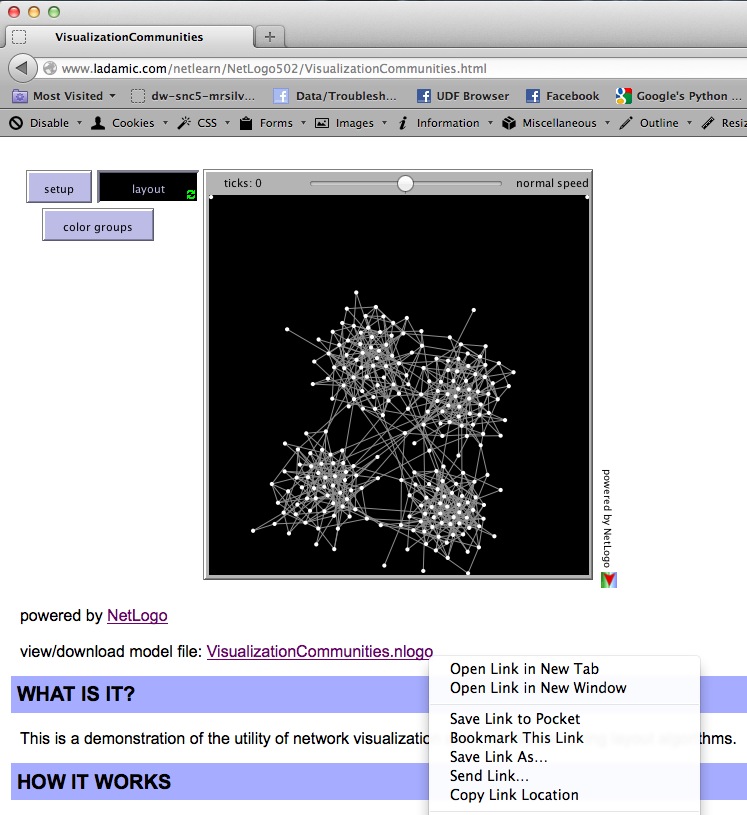 VisualizationCommunities
www.ladamic.com/netlearn/NetLogo502/VisualizationCommunities.html
Most Visited dw-snc5-mrsilv... Data/Troublesh... UDF Browser Facebook Google's Python ...
Disable Cookies CSS Forms Images Information Miscellaneous Outline Resiz
setup layout ticks: 0 normal speed
color groups
powered by NetLogo
powered by NetLogo
view/download model file: VisualizationCommunities.nlogo
Open Link in New Tab
WHAT IS IT?
Open Link in New Window
Save Link to Pocket
This is a demonstration of the utility of network visualization
Bookmark This Link
Save Link As...
HOW IT WORKS
Send Link...
Copy Link Location